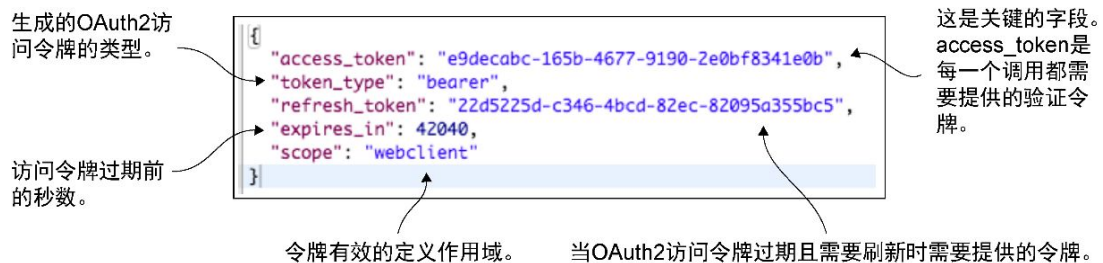 生成的OAuth2访
问令牌的类型。
{
"access_token": "e9decabc-165b-4677-9190-2e0bf8341e0b",
"token_type": "bearer",
"refresh_token": "22d5225d-c346-4bcd-82ec-82095a355bc5",
"expires_in": 42040,
"scope": "webclient"
}
这是关键的字段。
access_token是
每一个调用都需
要提供的验证令
牌。
访问令牌过期前
的秒数。
令牌有效的定义作用域。
当OAuth2访问令牌过期且需要刷新时需要提供的令牌。